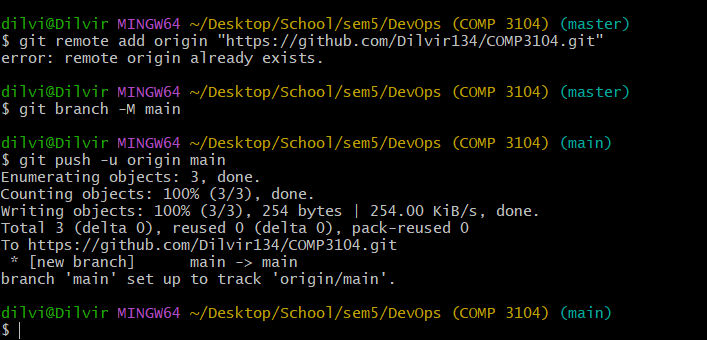 dilvi@Dilvir MINGW64 ~/Desktop/School/sem5/DevOps (COMP 3104) (master)
$ git remote add origin "https://github.com/Dilvir134/COMP3104.git"
error: remote origin already exists.
dilvi@Dilvir MINGW64 ~/Desktop/School/sem5/DevOps (COMP 3104) (master)
$ git branch -M main
dilvi@Dilvir MINGW64 ~/Desktop/School/sem5/DevOps (COMP 3104) (main)
$ git push -u origin main
Enumerating objects: 3, done.
Counting objects: 100% (3/3), done.
Writing objects: 100% (3/3), 254 bytes | 254.00 KiB/s, done.
Total 3 (delta 0), reused 0 (delta 0), pack-reused 0
To https://github.com/Dilvir134/COMP3104.git
 * [new branch]      main -> main
branch 'main' set up to track 'origin/main'.
dilvi@Dilvir MINGW64 ~/Desktop/School/sem5/DevOps (COMP 3104) (main)
$